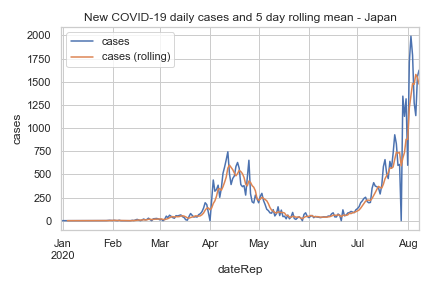 New COVID-19 daily cases and 5 day rolling mean - Japan
cases
cases (rolling)
2000
1750
1500
1250
1000
750
500
250
0
cases
Jan Feb Mar Apr May Jun Jul Aug
2020
dateRep